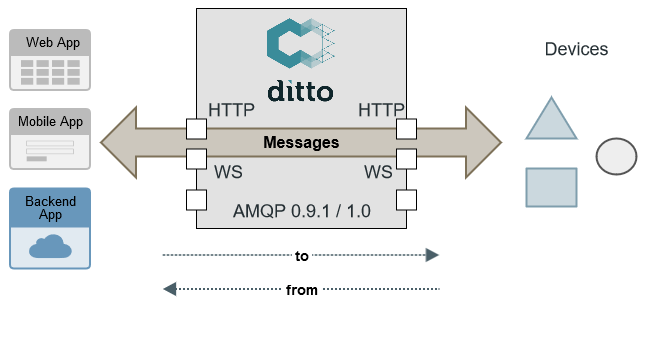 Web App
Mobile App
Backend
App
ditto
HTTP
HTTP
Messages
WS
WS
AMQP 0.9.1 / 1.0
Devices
to
from